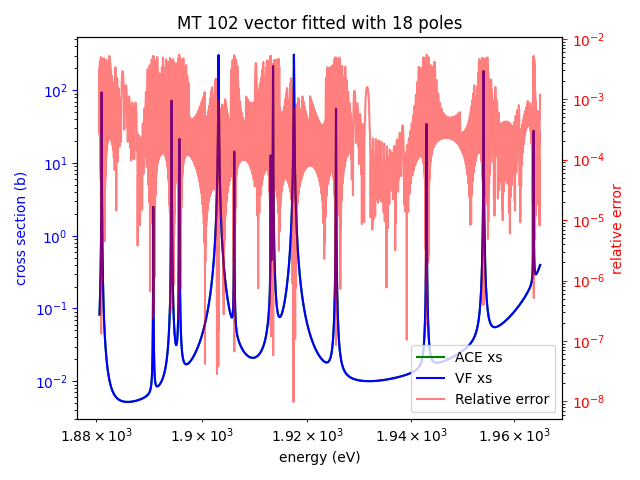 MT 102 vector fitted with 18 poles
10²
10¹
10⁰
10⁻¹
10⁻²
cross section (b)
10⁻²
10⁻³
10⁻⁴
10⁻⁵
10⁻⁶
10⁻⁷
10⁻⁸
relative error
ACE xs
VF xs
Relative error
1.88 × 10³ 1.9 × 10³ 1.92 × 10³ 1.94 × 10³ 1.96 × 10³
energy (eV)